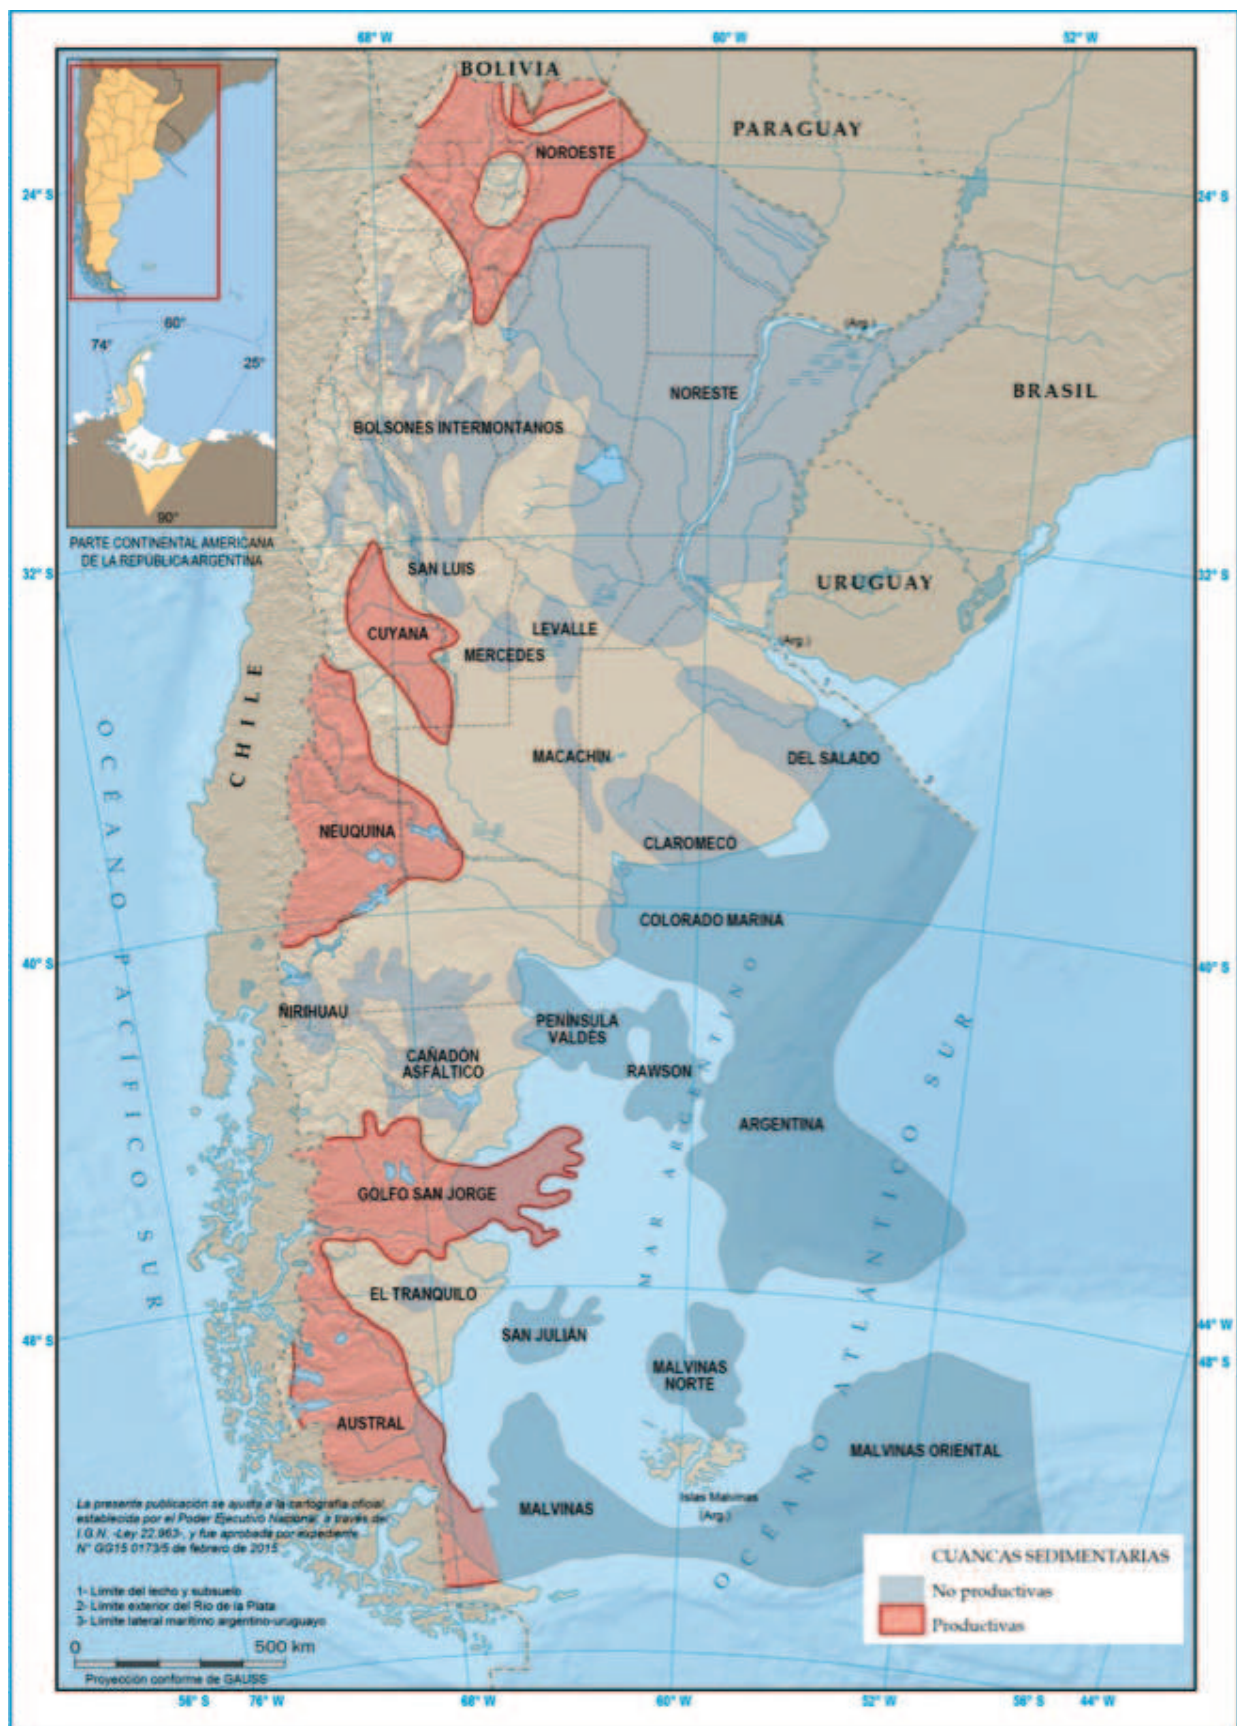 68° W
60° W
52° W
BOLIVIA
PARAGUAY
NOROESTE
24° S
24° S
60°
74°
25°
(Arg.)
NORESTE
BRASIL
BOLSONES INTERMONTANOS
90°
PARTE CONTINENTAL AMERICANA
DE LA REPÚBLICA ARGENTINA
SAN LUIS
32° S
32° S
URUGUAY
CUYANA
LEVALLE
MERCEDES
(Arg.)
CHILE
1
2
3
MACACHÍN
DEL SALADO
NEUQUINA
CLAROMECÓ
COLORADO MARINA
OCÉANO PACÍFICO SUR
40° S
40° S
ÑIRIHUAU
PENÍNSULA
VALDÉS
CAÑADÓN
ASFÁLTICO
RAWSON
MAR ARGENTINO
ARGENTINA
OCEANO ATLÁNTICO SUR
GOLFO SAN JORGE
EL TRANQUILO
SAN JULIÁN
48° S
44° W
48° S
MALVINAS
NORTE
AUSTRAL
MALVINAS ORIENTAL
Islas Malvinas
(Arg.)
MALVINAS
La presente publicación se ajusta a la cartografía oficial,
establecida por el Poder Ejecutivo Nacional, a través del
I.G.N. -Ley 22.963-, y fue aprobada por expediente
N° GG15 0173/5 de febrero de 2015
CUANCAS SEDIMENTARIAS
No productivas
Productivas
1- Límite del lecho y subsuelo
2- Límite exterior del Río de la Plata
3- Límite lateral marítimo argentino-uruguayo
0 500 km
Proyección conforme de GAUSS
56° S
76° W
68° W
60° W
52° W
56° S
44° W